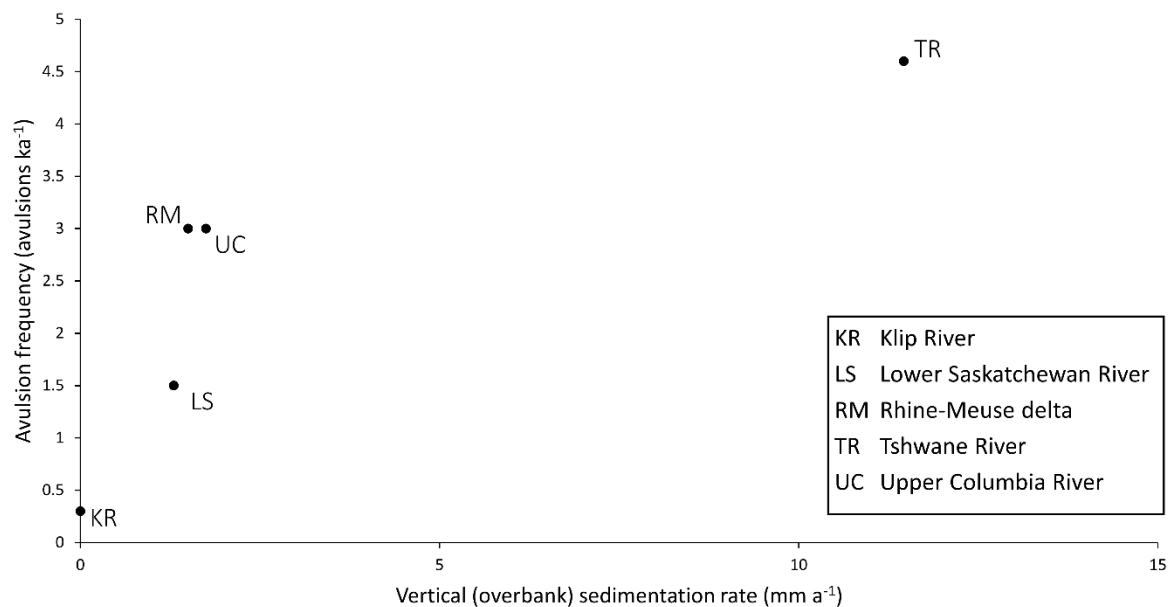 5
4.5
4
3.5
3
2.5
2
1.5
1
0.5
0
Avulsion frequency (avulsions ka⁻¹)
TR
RM
UC
LS
KR
KR Klip River
LS Lower Saskatchewan River
RM Rhine-Meuse delta
TR Tshwane River
UC Upper Columbia River
0 5 10 15
Vertical (overbank) sedimentation rate (mm a⁻¹)